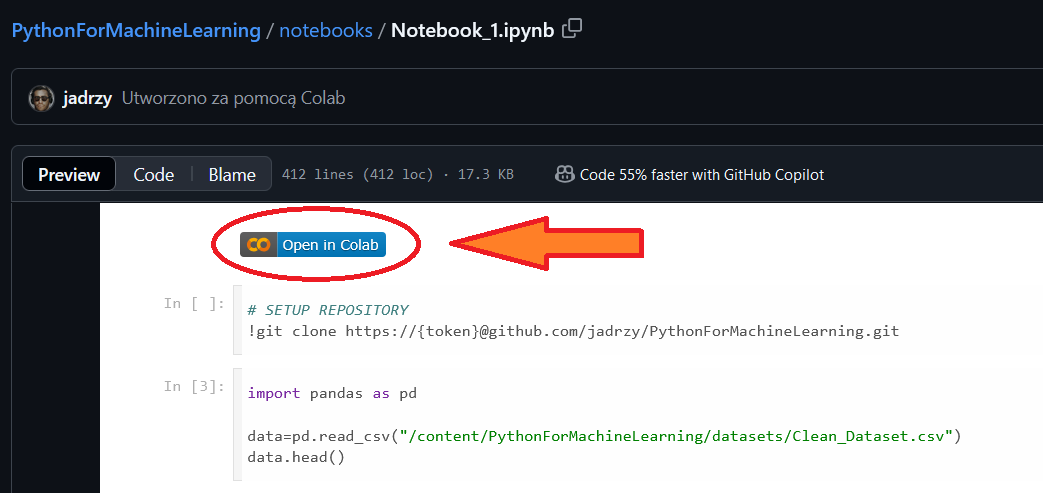 PythonForMachineLearning / notebooks / Notebook_1.ipynb
jadrzy Utworzono za pomocą Colab
Preview Code Blame 412 lines (412 loc) · 17.3 KB Code 55% faster with GitHub Copilot
Open in Colab
In [ ]: # SETUP REPOSITORY
!git clone https://{token}@github.com/jadrzy/PythonForMachineLearning.git
In [3]: import pandas as pd
data=pd.read_csv("/content/PythonForMachineLearning/datasets/Clean_Dataset.csv")
data.head()